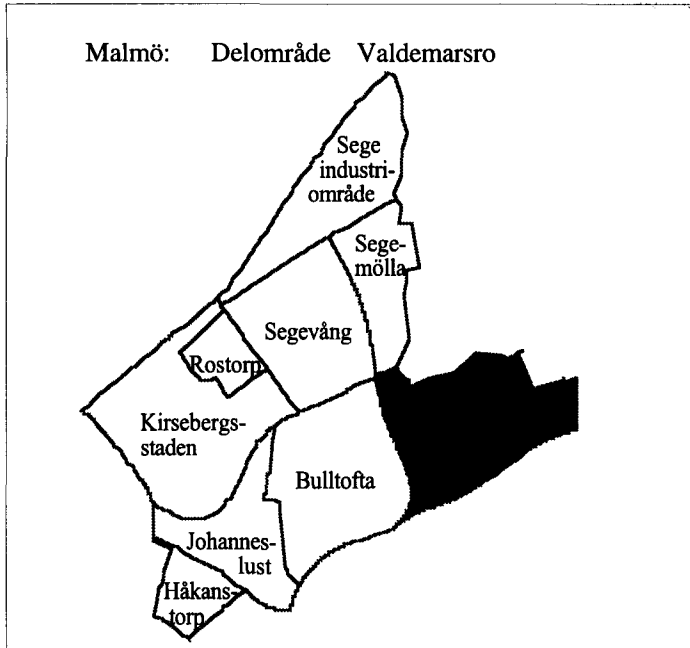 Malmö: Delområde Valdemarsro
Sege
industri-
område
Sege-
mölla
Segevång
Rostorp
Kirsebergs-
staden
Bulltofta
Johannes-
lust
Håkans-
torp